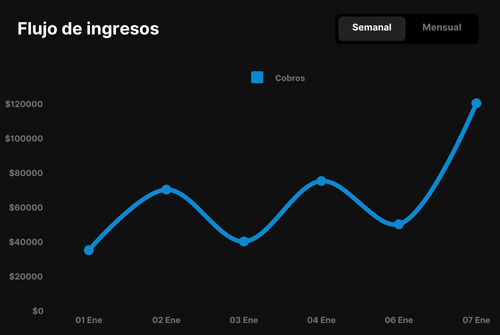 Flujo de ingresos
Semanal Mensual
Cobros
$120000
$100000
$80000
$60000
$40000
$20000
$0
01 Ene 02 Ene 03 Ene 04 Ene 06 Ene 07 Ene